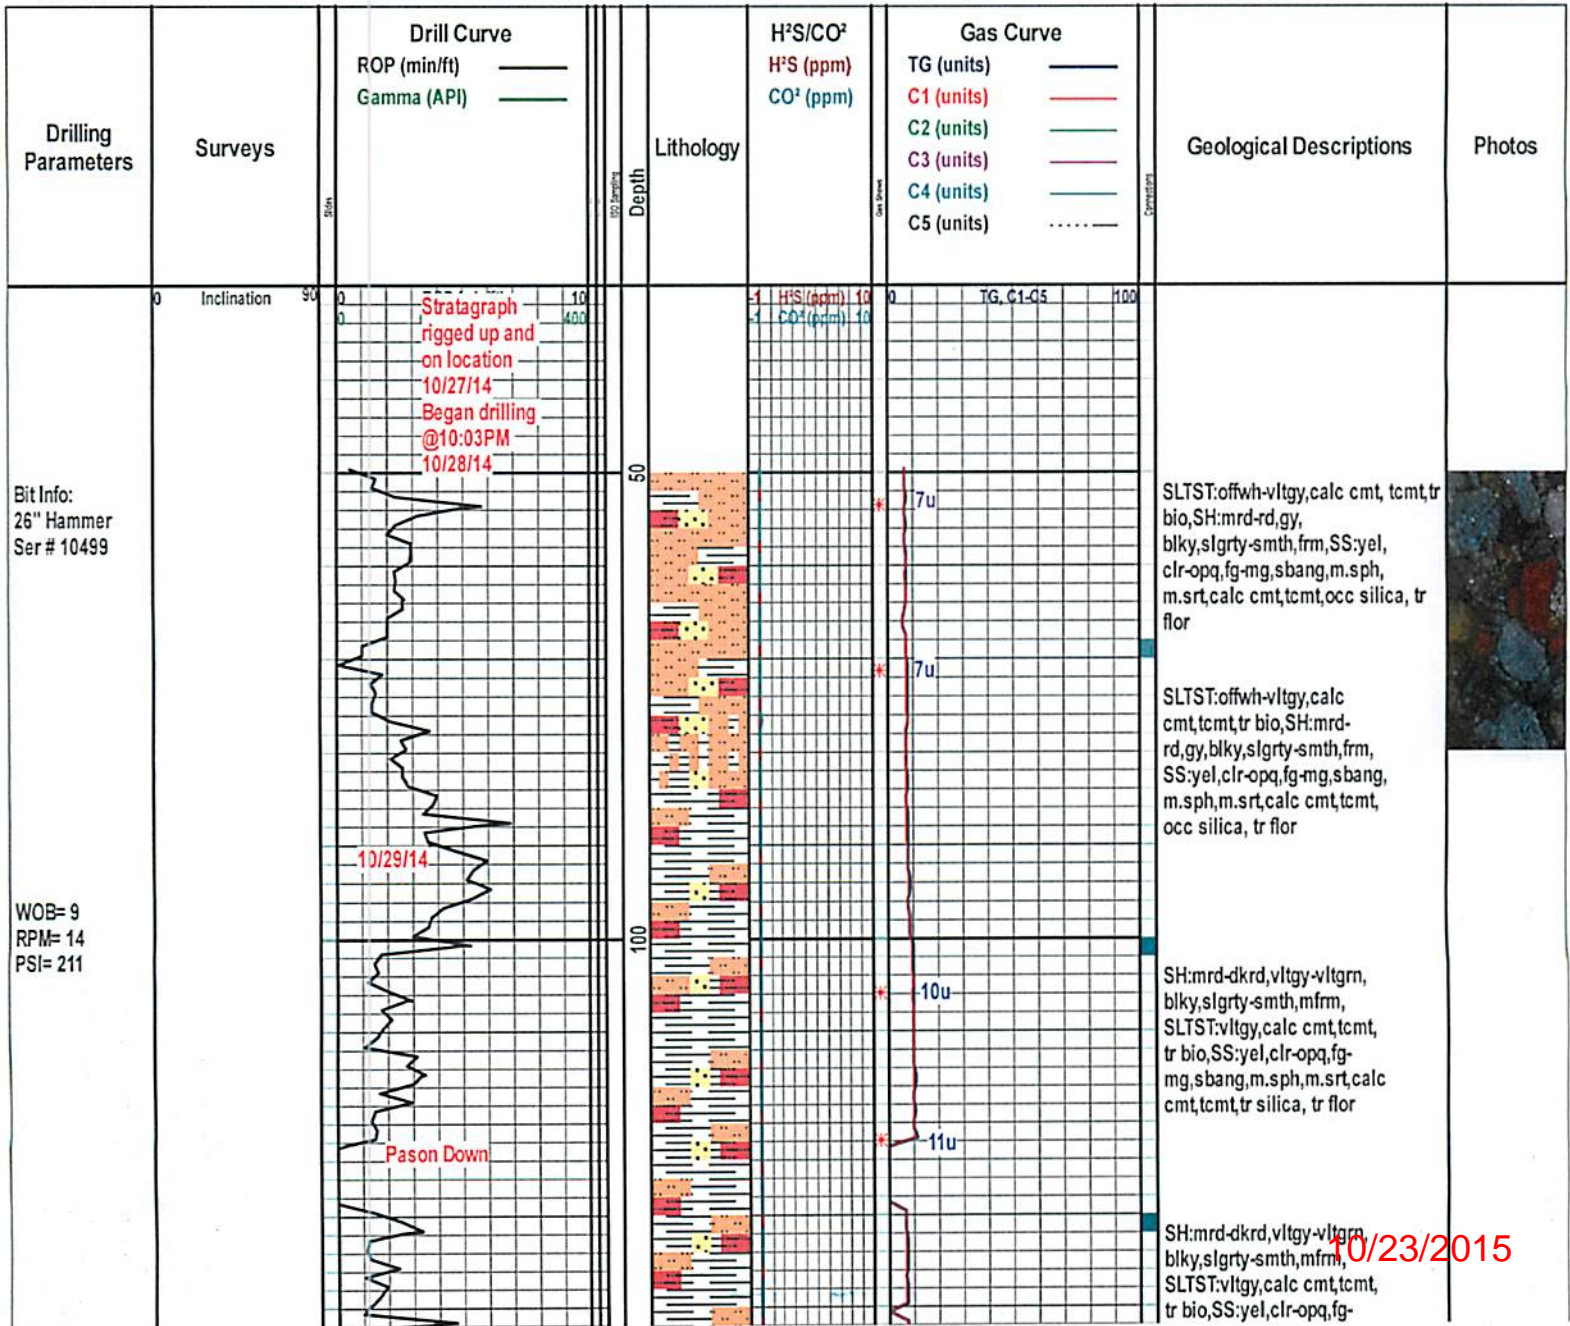 Drilling
Parameters
Surveys
Slides
Drill Curve
ROP (min/ft)
Gamma (API)
Depth
Lithology
H²S/CO²
H²S (ppm)
CO² (ppm)
Gas Shows
Gas Curve
TG (units)
C1 (units)
C2 (units)
C3 (units)
C4 (units)
C5 (units)
Connections
Geological Descriptions
Photos
0 Inclination 90
0 10
0 400
-1 H²S (ppm) 10
-1 CO² (ppm) 10
0 TG, C1-C5 100
Stratagraph
rigged up and
on location
10/27/14
Began drilling
@10:03PM
10/28/14
50
Bit Info:
26" Hammer
Ser # 10499
7u
SLTST:offwh-vltgy,calc cmt, tcmt,tr
bio,SH:mrd-rd,gy,
blky,slgrty-smth,frm,SS:yel,
clr-opq,fg-mg,sbang,m.sph,
m.srt,calc cmt,tcmt,occ silica, tr
flor
7u
SLTST:offwh-vltgy,calc
cmt,tcmt,tr bio,SH:mrd-
rd,gy,blky,slgrty-smth,frm,
SS:yel,clr-opq,fg-mg,sbang,
m.sph,m.srt,calc cmt,tcmt,
occ silica, tr flor
10/29/14
WOB= 9
RPM= 14
PSI= 211
100
10u
SH:mrd-dkrd,vltgy-vltgrn,
blky,slgrty-smth,mfrm,
SLTST:vltgy,calc cmt,tcmt,
tr bio,SS:yel,clr-opq,fg-
mg,sbang,m.sph,m.srt,calc
cmt,tcmt,tr silica, tr flor
11u
Pason Down
SH:mrd-dkrd,vltgy-vltgrn,
blky,slgrty-smth,mfrm,
SLTST:vltgy,calc cmt,tcmt,
tr bio,SS:yel,clr-opq,fg-
10/23/2015